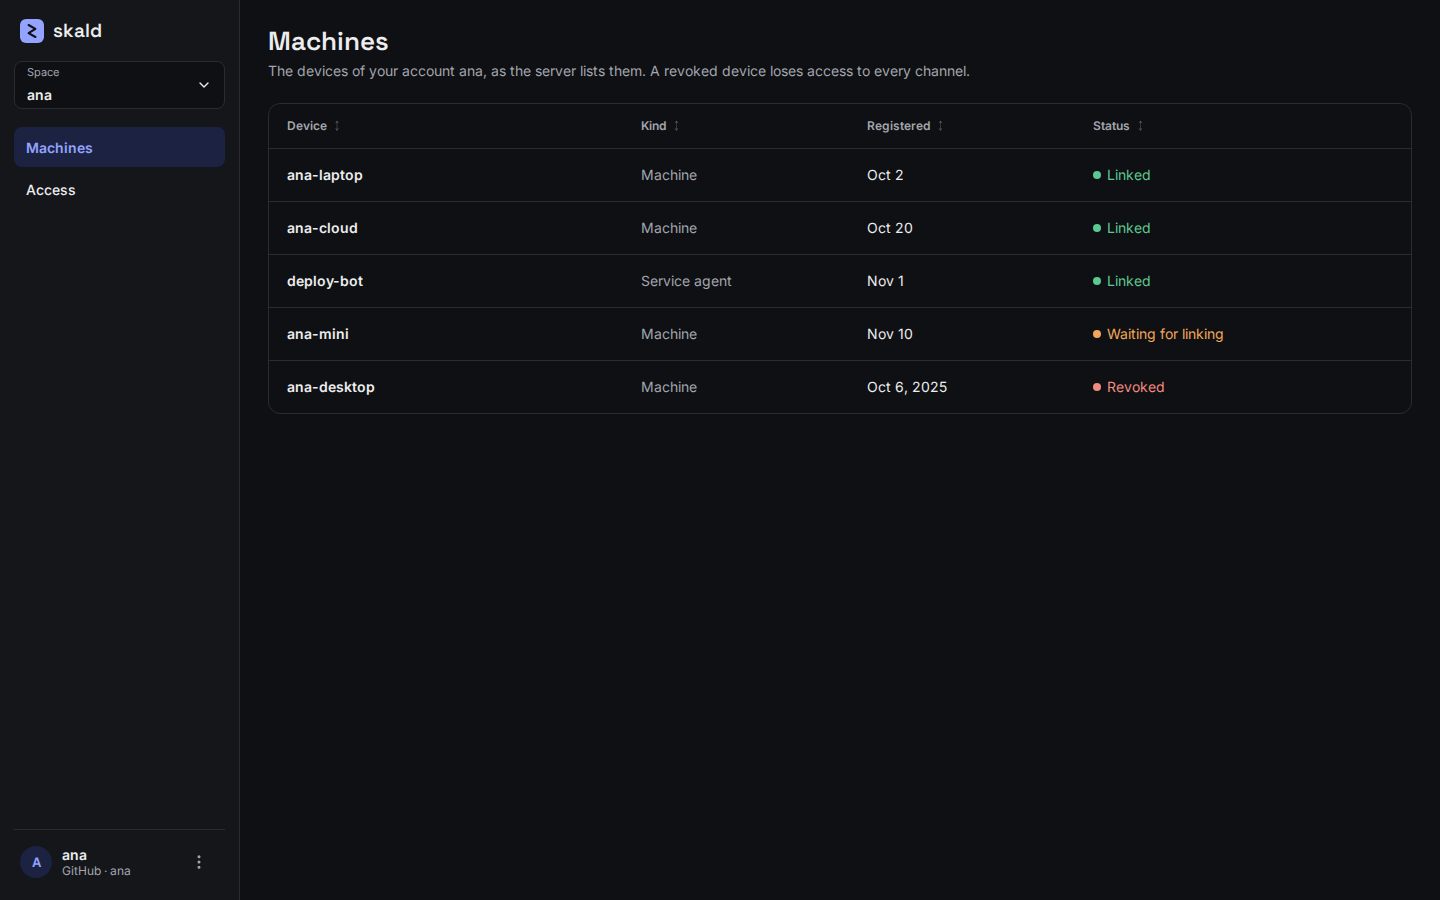 skald
Space
ana
Machines
Access
Machines
The devices of your account ana, as the server lists them. A revoked device loses access to every channel.
Device Kind Registered Status
ana-laptop Machine Oct 2 Linked
ana-cloud Machine Oct 20 Linked
deploy-bot Service agent Nov 1 Linked
ana-mini Machine Nov 10 Waiting for linking
ana-desktop Machine Oct 6, 2025 Revoked
A
ana
GitHub · ana